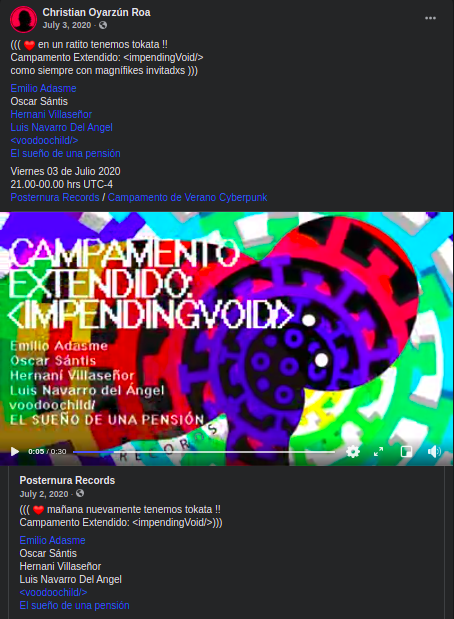 Christian Oyarzún Roa
July 3, 2020 ·
((( ❤️ en un ratito tenemos tokata !!
Campamento Extendido: <impendingVoid/>
como siempre con magnífikes invitadxs )))
Emilio Adasme
Oscar Sántis
Hernani Villaseñor
Luis Navarro Del Angel
<voodoochild/>
El sueño de una pensión
Viernes 03 de Julio 2020
21.00-00.00 hrs UTC-4
Posternura Records / Campamento de Verano Cyberpunk
CAMPAMENTO
EXTENDIDO:
<IMPENDINGVOID/>
Emilio Adasme
Oscar Sántis
Hernaní Villaseñor
Luis Navarro del Ángel
voodoochild/
EL SUEÑO DE UNA PENSIÓN
RECORDS
0:05 / 0:30
Posternura Records
July 2, 2020 ·
((( ❤️ mañana nuevamente tenemos tokata !!
Campamento Extendido: <impendingVoid/>)))
Emilio Adasme
Oscar Sántis
Hernani Villaseñor
Luis Navarro Del Angel
<voodoochild/>
El sueño de una pensión